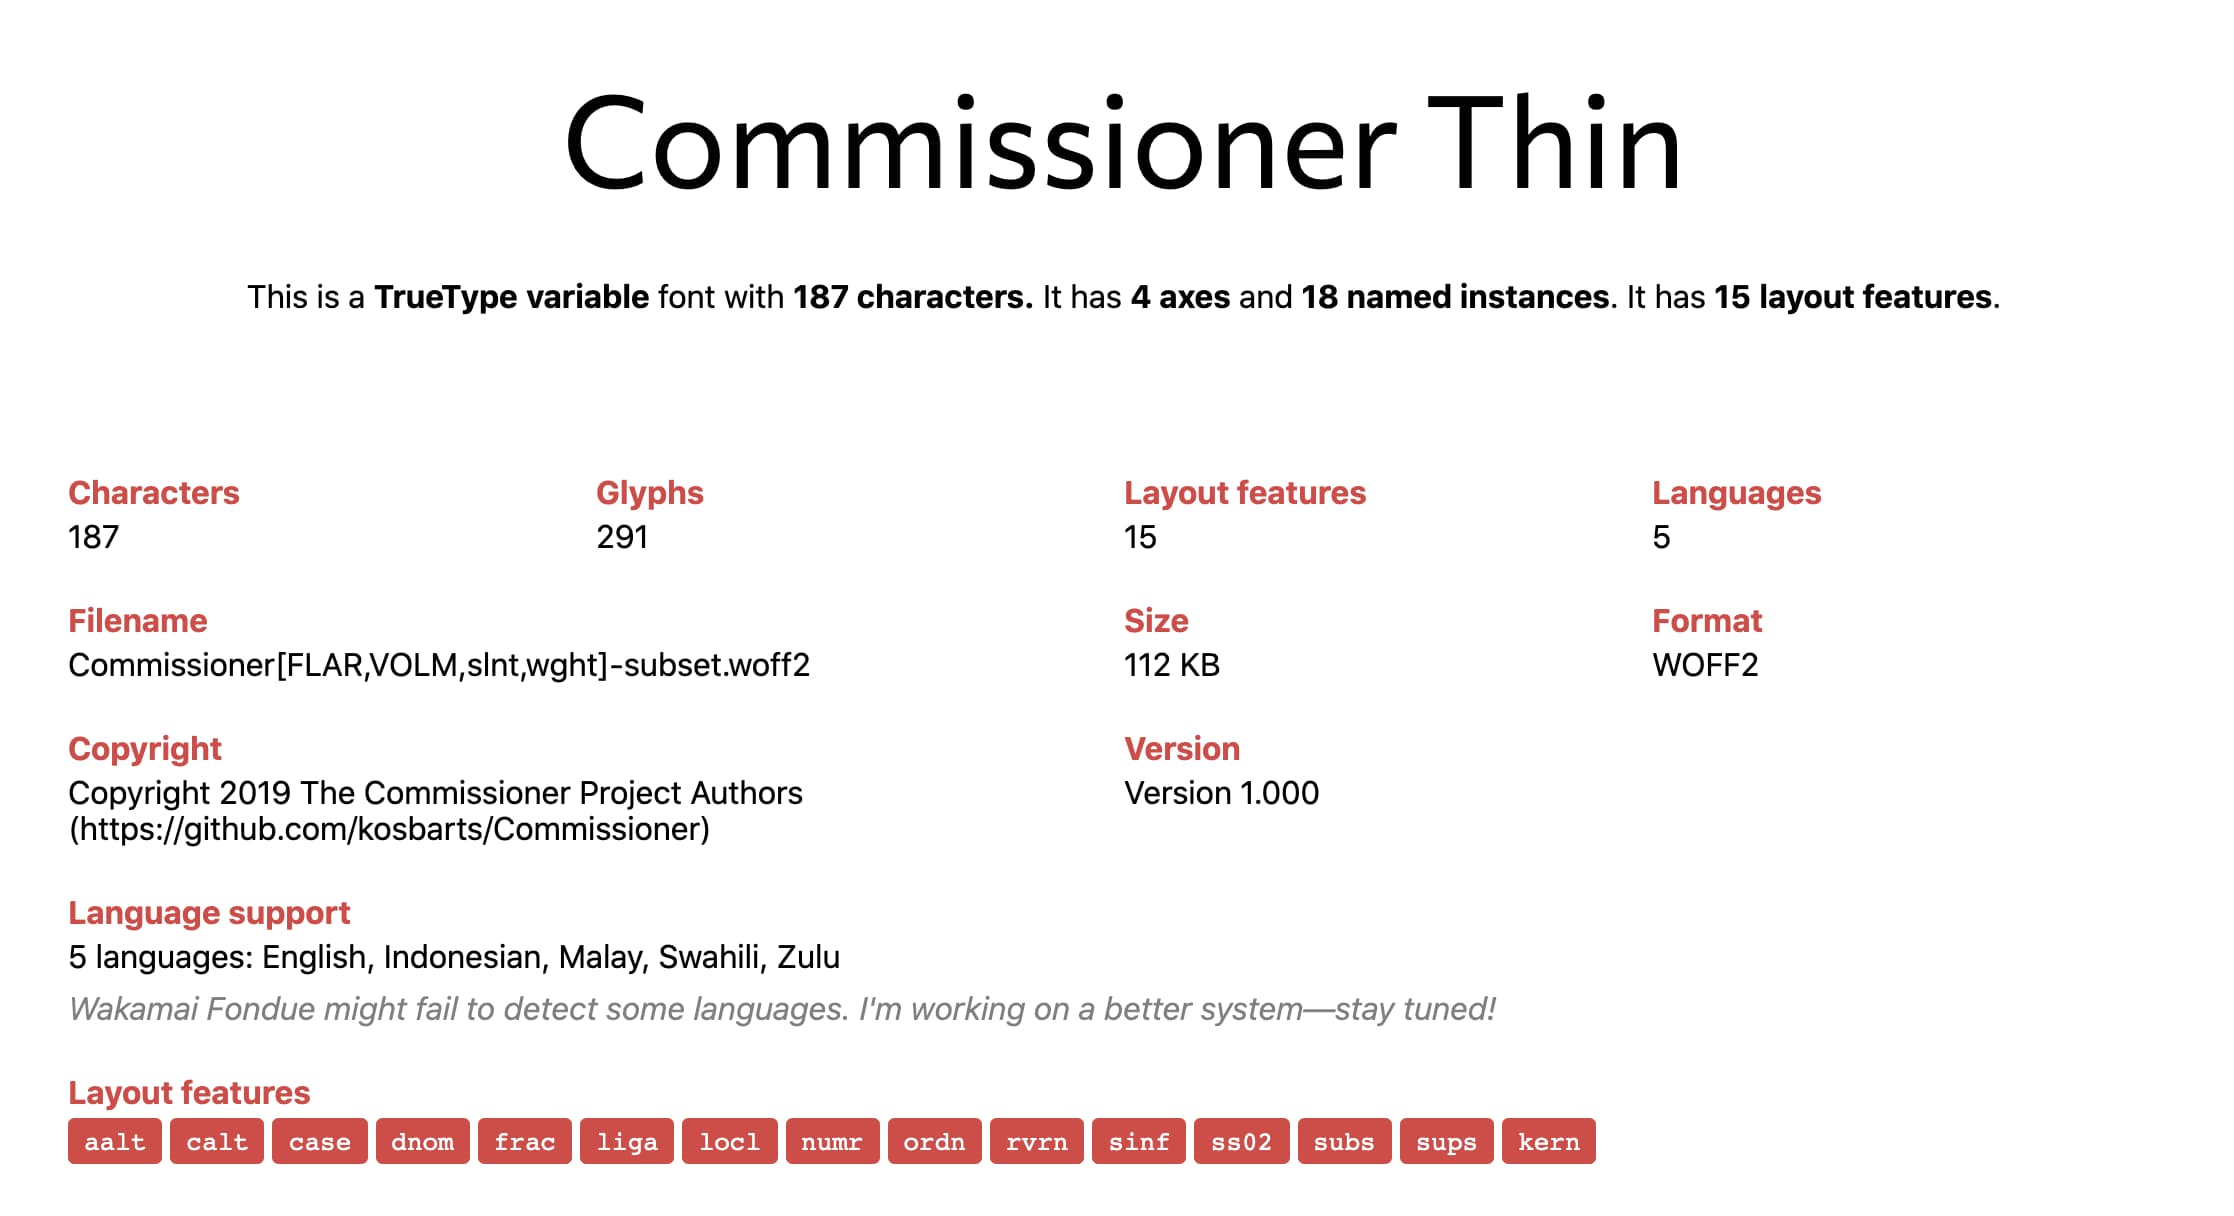 Commissioner Thin
This is a TrueType variable font with 187 characters. It has 4 axes and 18 named instances. It has 15 layout features.
Characters
187
Glyphs
291
Layout features
15
Languages
5
Filename
Commissioner[FLAR,VOLM,slnt,wght]-subset.woff2
Size
112 KB
Format
WOFF2
Copyright
Copyright 2019 The Commissioner Project Authors
(https://github.com/kosbarts/Commissioner)
Version
Version 1.000
Language support
5 languages: English, Indonesian, Malay, Swahili, Zulu
Wakamai Fondue might fail to detect some languages. I'm working on a better system—stay tuned!
Layout features
aalt calt case dnom frac liga locl numr ordn rvrn sinf ss02 subs sups kern